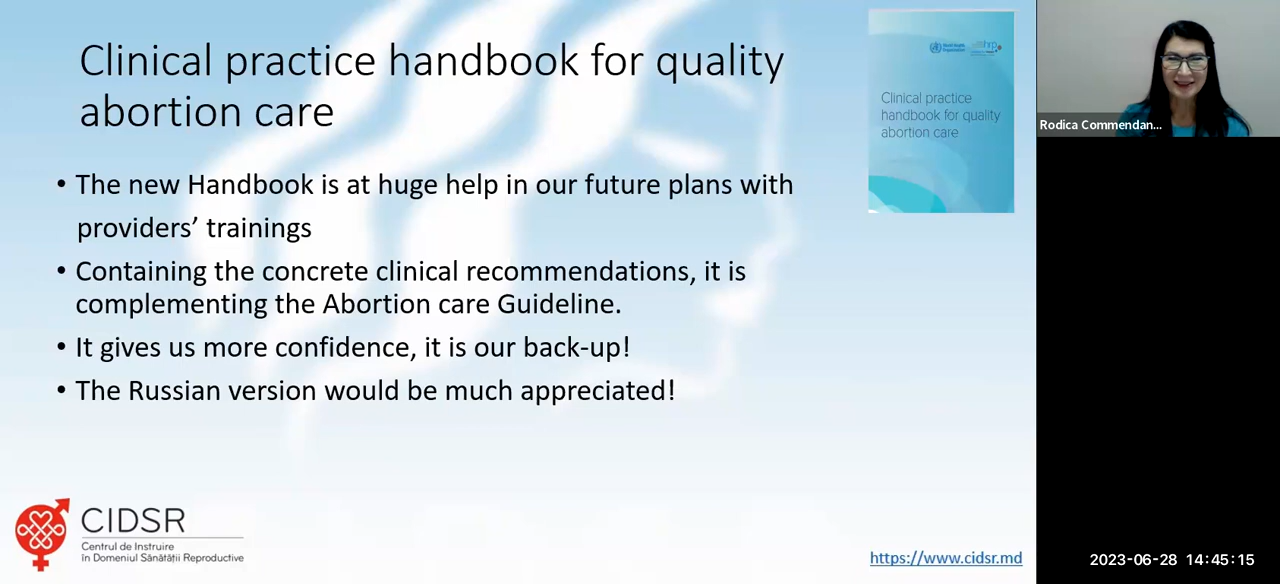 Clinical practice handbook for quality
abortion care
• The new Handbook is at huge help in our future plans with
providers’ trainings
• Containing the concrete clinical recommendations, it is
complementing the Abortion care Guideline.
• It gives us more confidence, it is our back-up!
• The Russian version would be much appreciated!
World Health
Organization
hrp
Clinical practice
handbook for quality
abortion care
Rodica Commendan...
CIDSR
Centrul de Instruire
în Domeniul Sănătății Reproductive
https://www.cidsr.md
2023-06-28 14:45:15